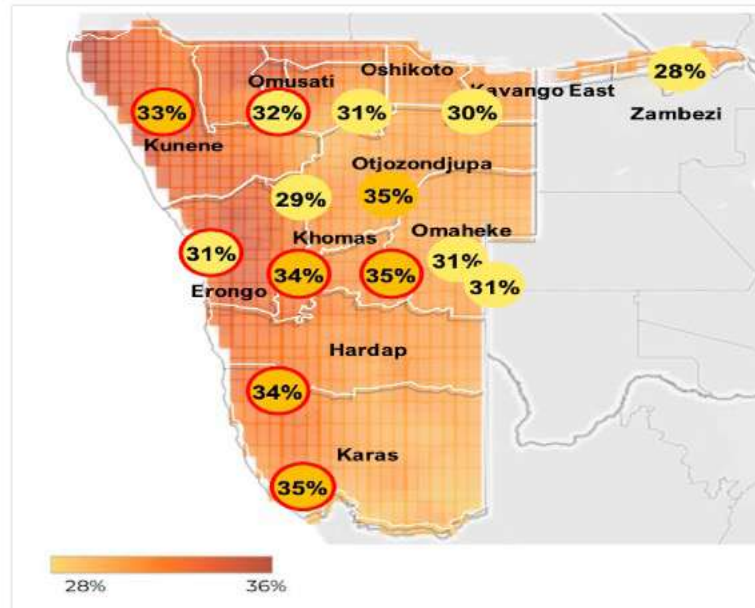 Oshikoto
28%
Omusati
Kavango East
33%
32%
31%
30%
Zambezi
Kunene
Otjozondjupa
29%
35%
Omaheke
Khomas
31%
31%
34%
35%
31%
Erongo
Hardap
34%
Karas
35%
28%
36%